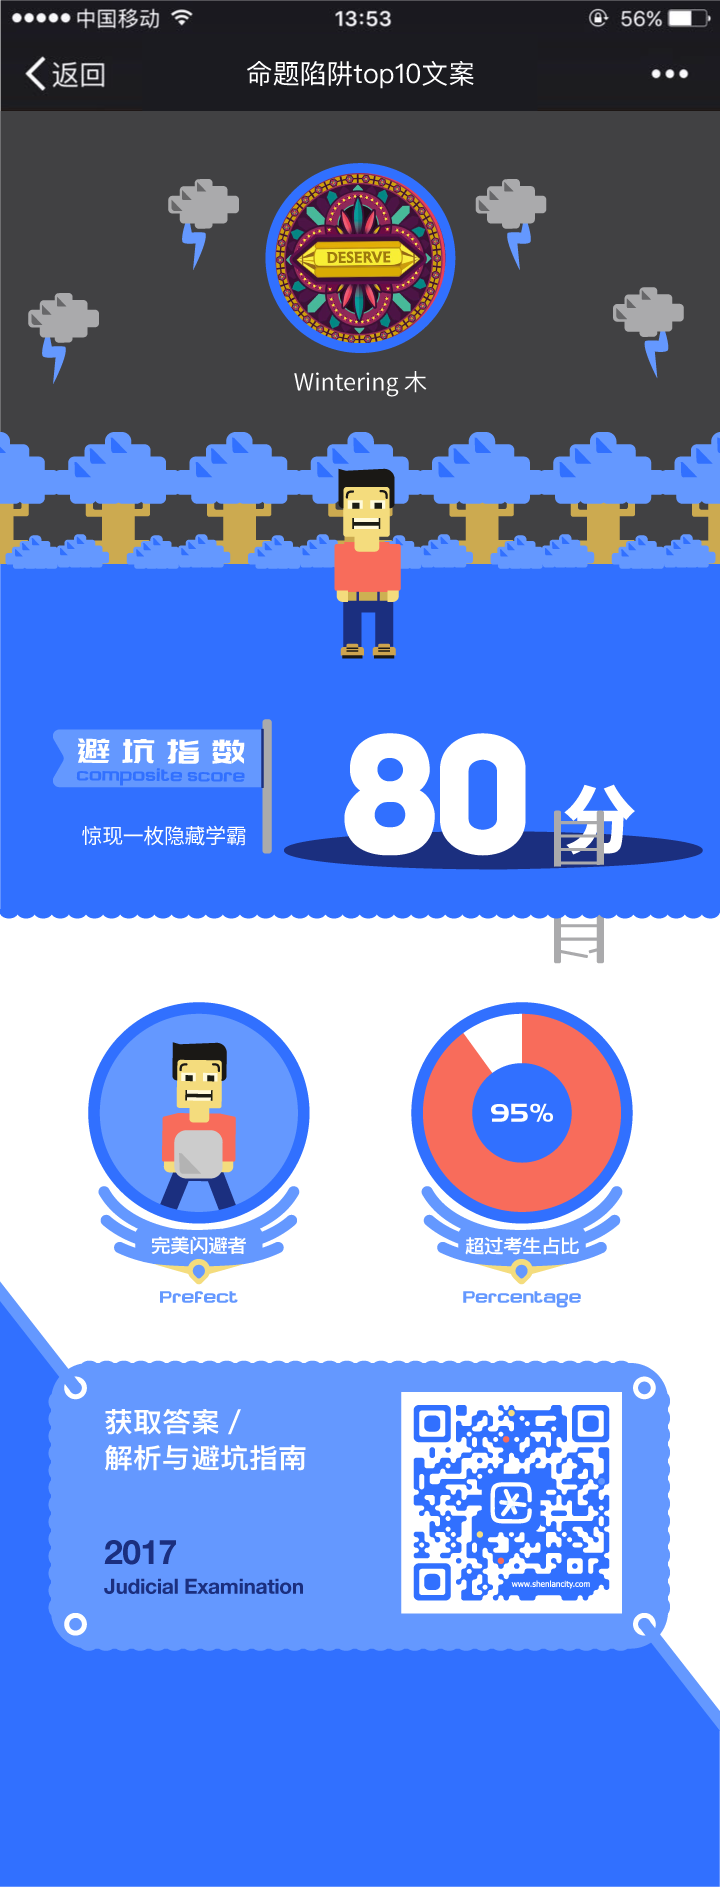 中国移动
13:53
56%
返回
命题陷阱top10文案
DESERVE
Wintering 木
避坑指数
composite score
惊现一枚隐藏学霸
80分
95%
完美闪避者
超过考生占比
Prefect
Percentage
获取答案 /
解析与避坑指南
2017
Judicial Examination
www.shenlancity.com